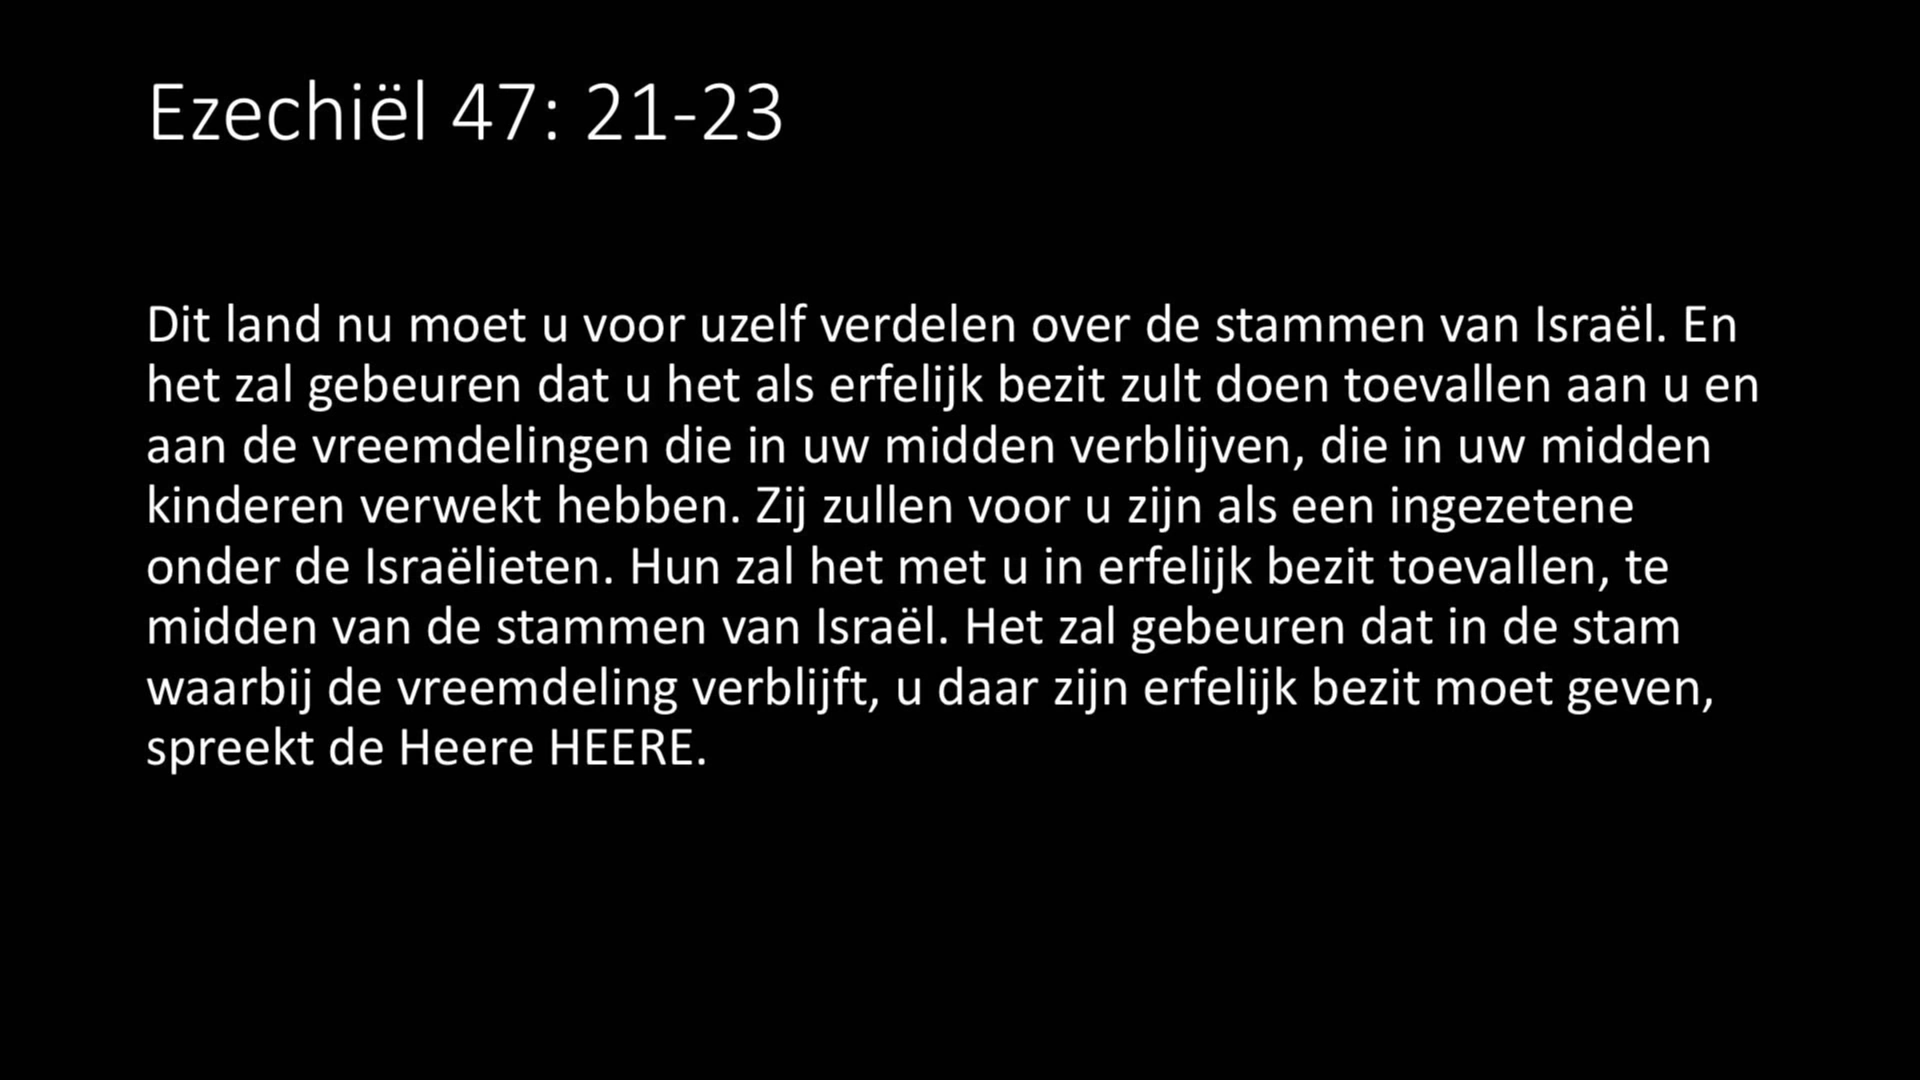 Ezechiël 47: 21-23
Dit land nu moet u voor uzelf verdelen over de stammen van Israël. En
het zal gebeuren dat u het als erfelijk bezit zult doen toevallen aan u en
aan de vreemdelingen die in uw midden verblijven, die in uw midden
kinderen verwekt hebben. Zij zullen voor u zijn als een ingezetene
onder de Israëlieten. Hun zal het met u in erfelijk bezit toevallen, te
midden van de stammen van Israël. Het zal gebeuren dat in de stam
waarbij de vreemdeling verblijft, u daar zijn erfelijk bezit moet geven,
spreekt de Heere HEERE.